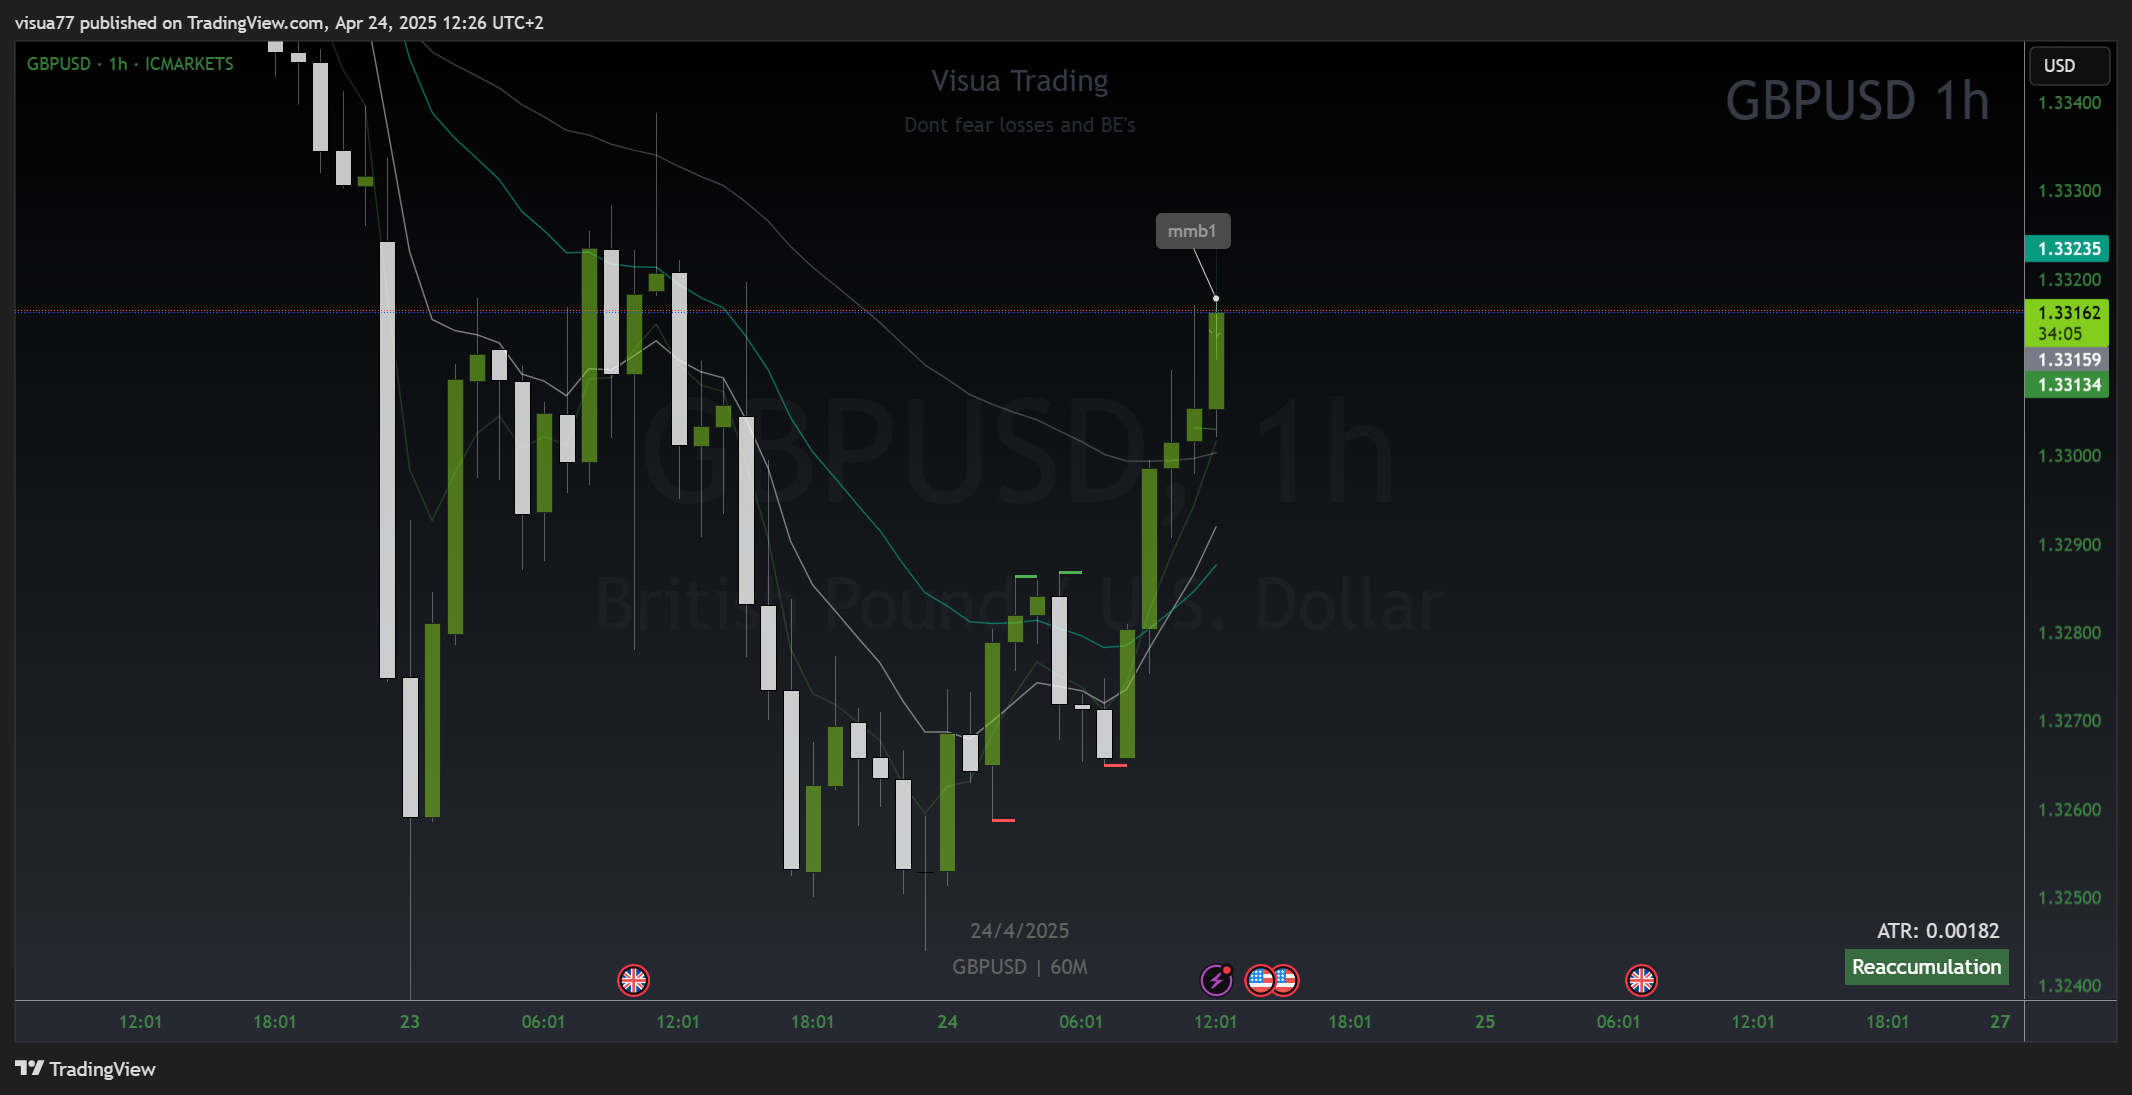 visua77 published on TradingView.com, Apr 24, 2025 12:26 UTC+2
GBPUSD · 1h · ICMARKETS
Visua Trading
Dont fear losses and BE's
GBPUSD 1h
USD
1.33400
1.33300
1.33235
1.33200
1.33162
34:05
1.33159
1.33134
1.33000
1.32900
1.32800
1.32700
1.32600
1.32500
1.32400
mmb1
GBPUSD, 1h
British Pound / U.S. Dollar
24/4/2025
GBPUSD | 60M
ATR: 0.00182
Reaccumulation
12:01 18:01 23 06:01 12:01 18:01 24 06:01 12:01 18:01 25 06:01 12:01 18:01 27
TradingView